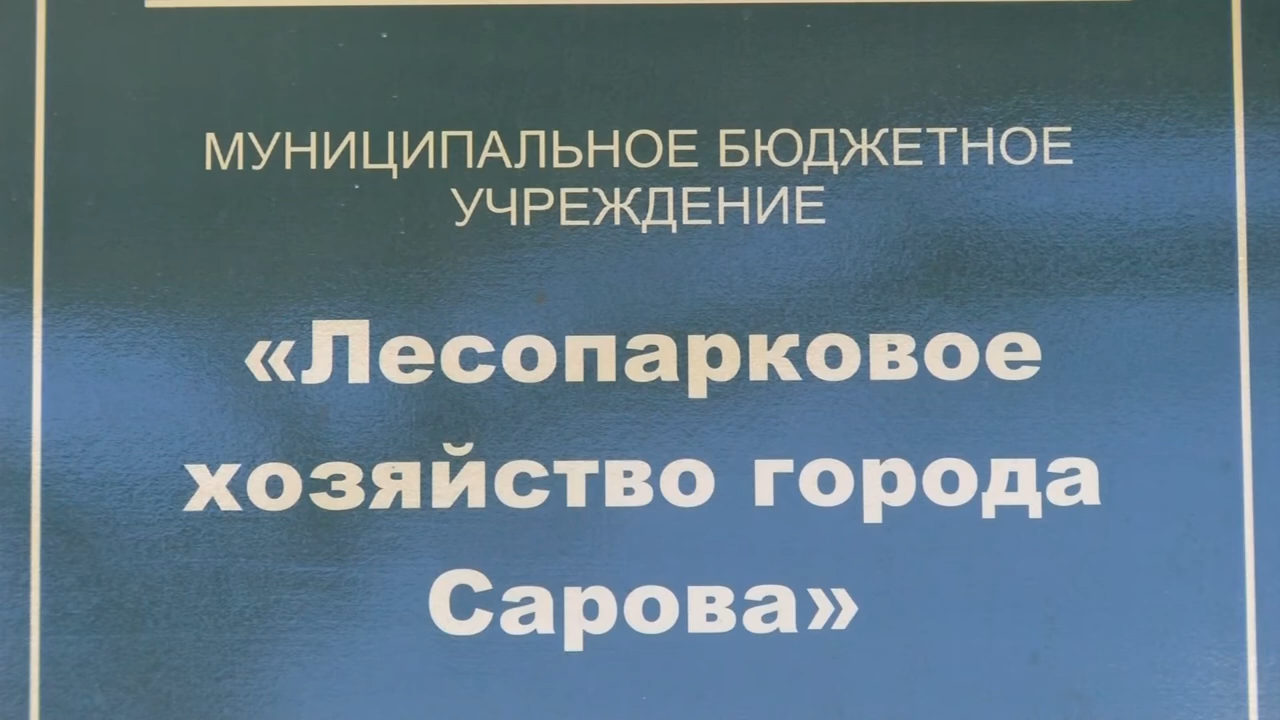 МУНИЦИПАЛЬНОЕ БЮДЖЕТНОЕ
УЧРЕЖДЕНИЕ
«Лесопарковое
хозяйство города
Сарова»